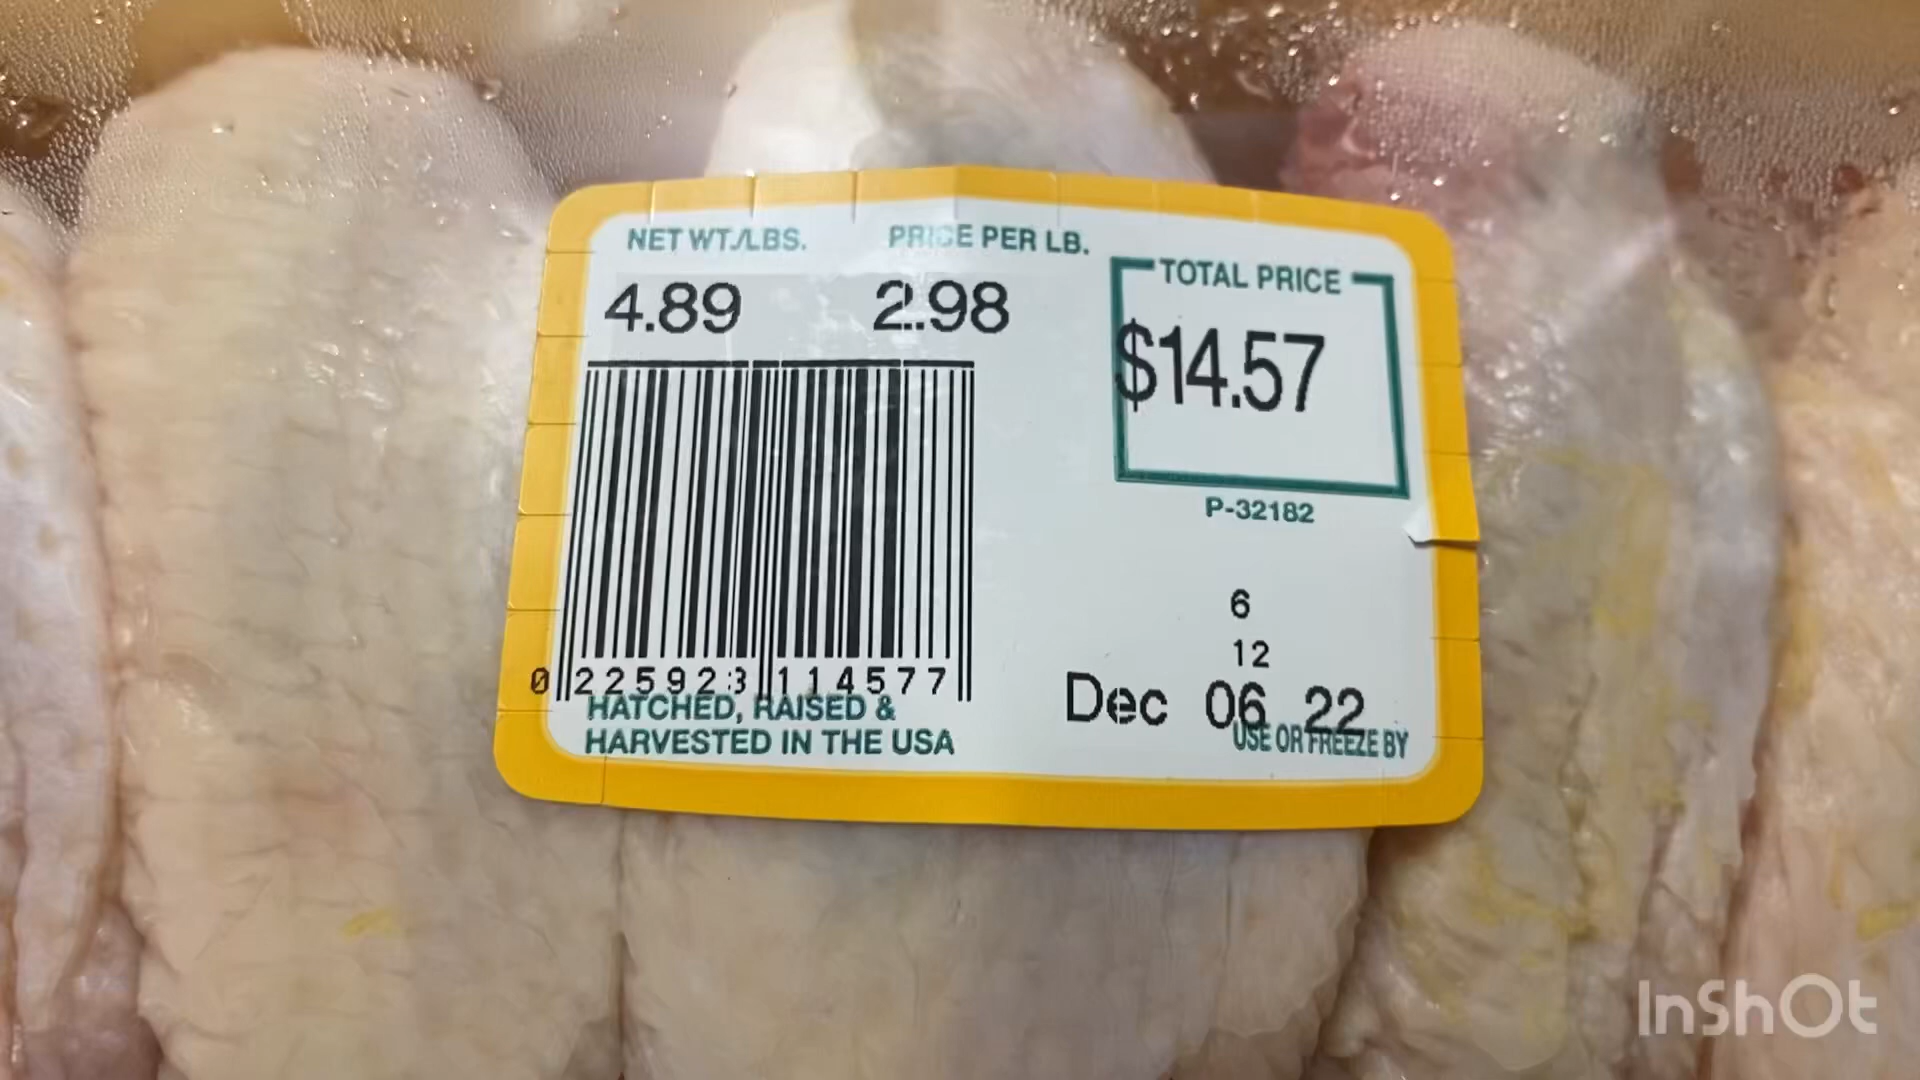 NET WT./LBS. PRICE PER LB.
TOTAL PRICE
4.89 2.98
$14.57
P-32182
6
12
0 225923 114577
Dec 06 22
HATCHED, RAISED &
HARVESTED IN THE USA
USE OR FREEZE BY
InShOt